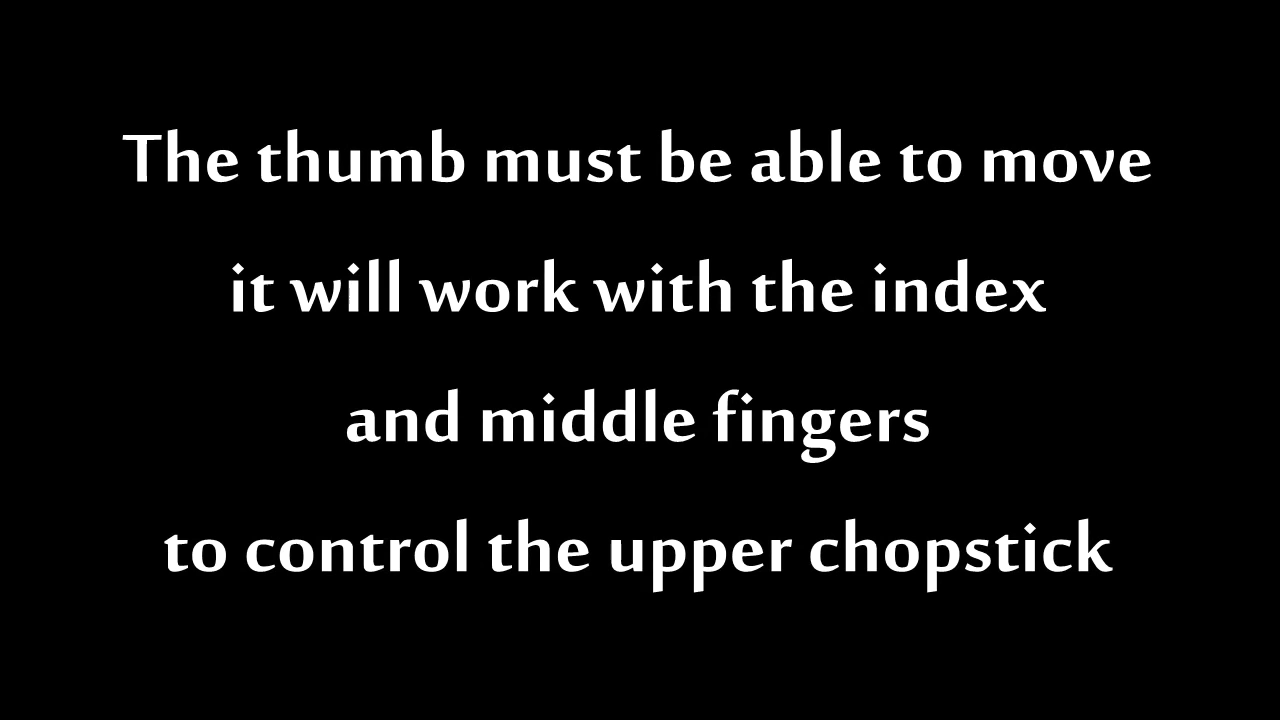 The thumb must be able to move
it will work with the index
and middle fingers
to control the upper chopstick